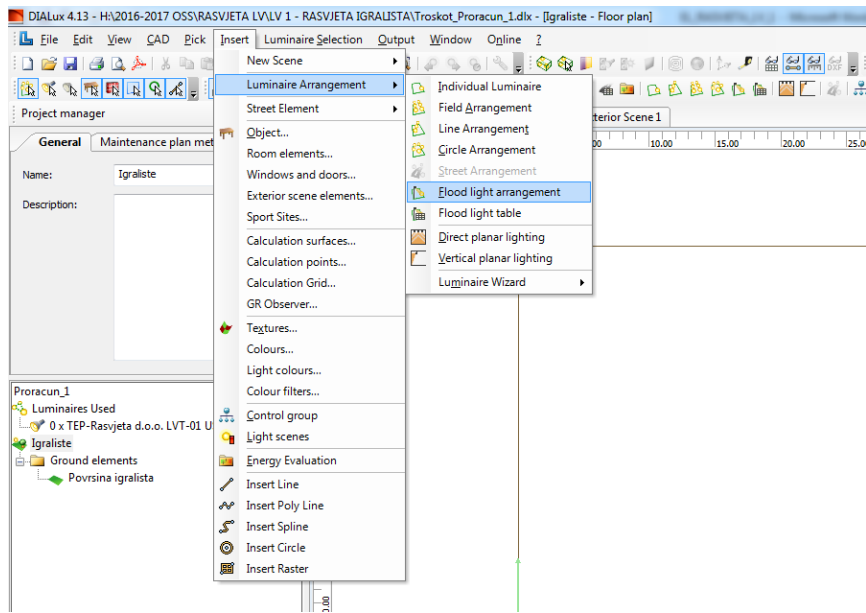 DIALux 4.13 - H:\2016-2017 OSS\RASVJETA LV\LV 1 - RASVJETA IGRALISTA\Troskot_Proracun_1.dlx - [Igraliste - Floor plan]
File Edit View CAD Pick Insert Luminaire Selection Output Window Online ?
Project manager
General Maintenance plan met
Name: Igraliste
Description:
Proracun_1
Luminaires Used
0 x TEP-Rasvjeta d.o.o. LVT-01 U
Igraliste
Ground elements
Povrsina igralista
New Scene
Luminaire Arrangement
Street Element
Object...
Room elements...
Windows and doors...
Exterior scene elements...
Sport Sites...
Calculation surfaces...
Calculation points...
Calculation Grid...
GR Observer...
Textures...
Colours...
Light colours...
Colour filters...
Control group
Light scenes
Energy Evaluation
Insert Line
Insert Poly Line
Insert Spline
Insert Circle
Insert Raster
Individual Luminaire
Field Arrangement
Line Arrangement
Circle Arrangement
Street Arrangement
Flood light arrangement
Flood light table
Direct planar lighting
Vertical planar lighting
Luminaire Wizard
terior Scene 1
00 10.00 15.00 20.00 25.0
0.00